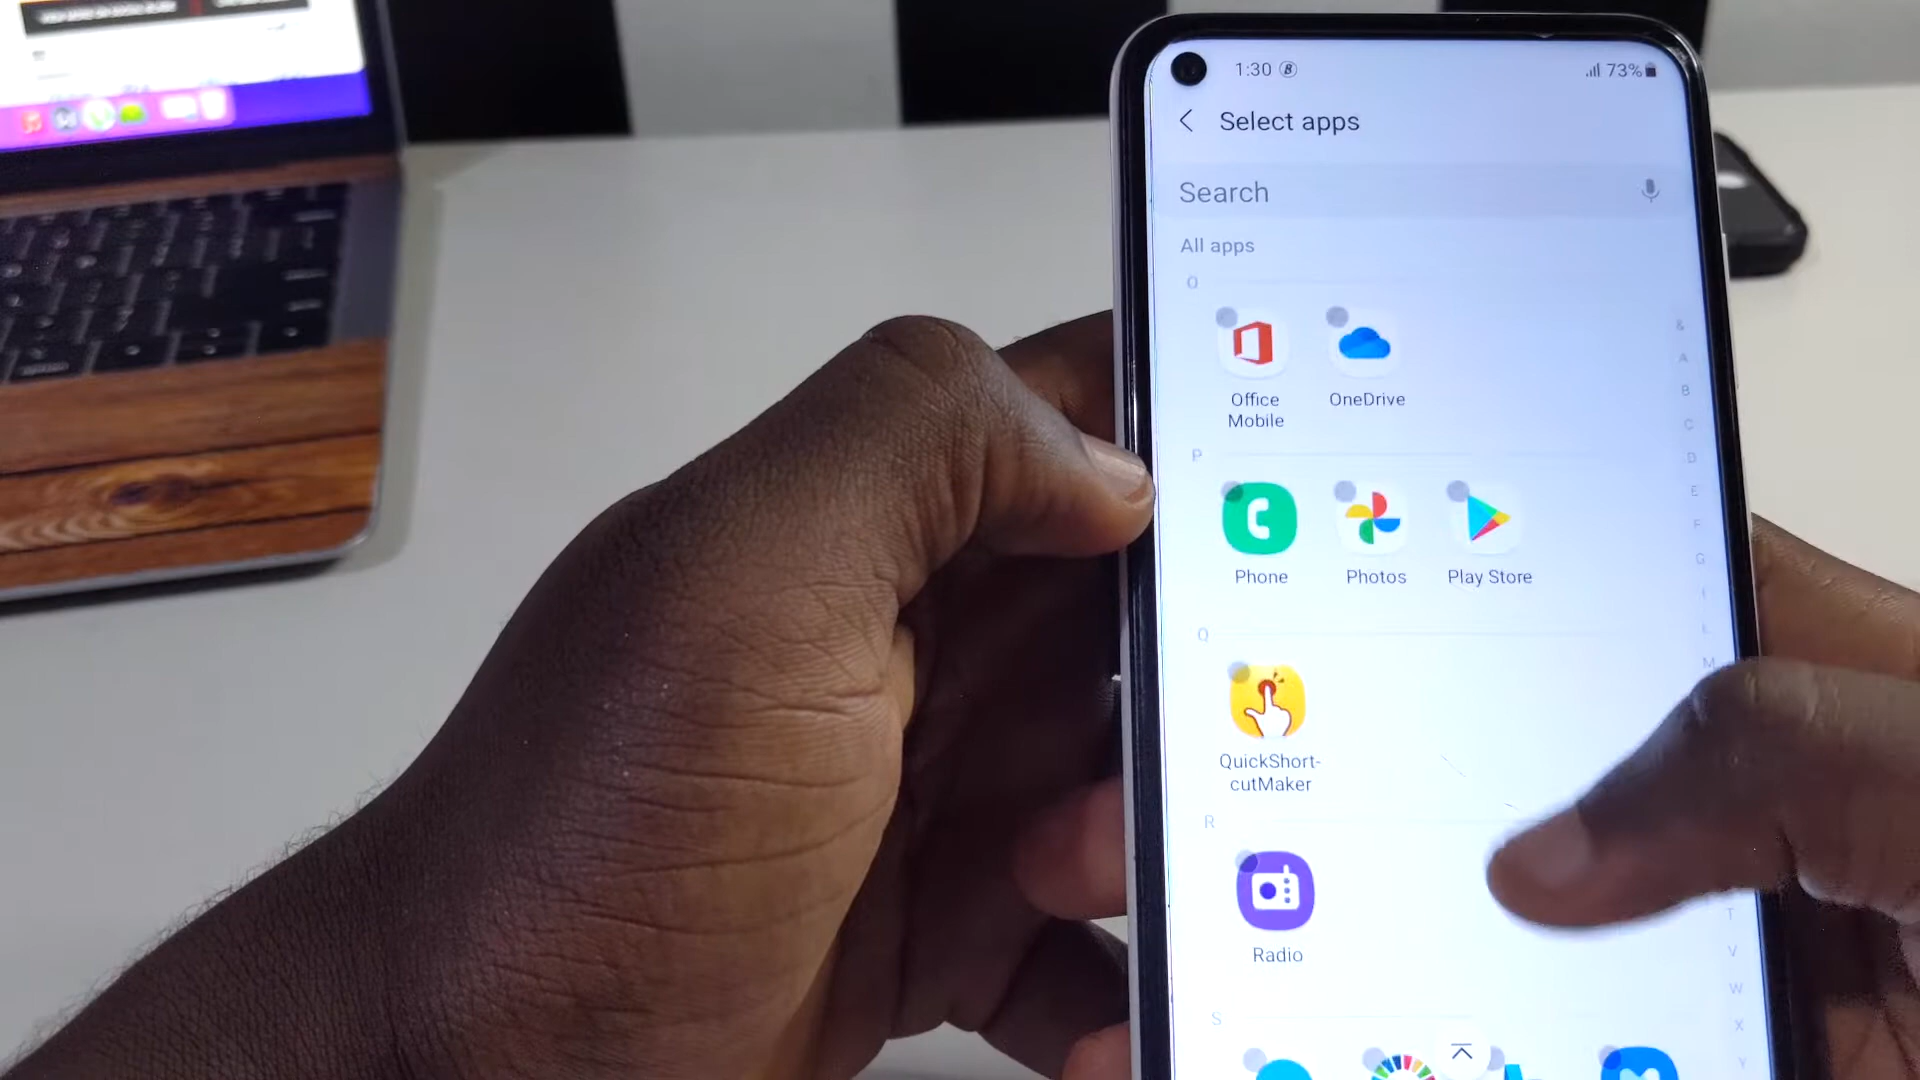 1:30
73%
Select apps
Search
All apps
O
Office
Mobile
OneDrive
P
Phone
Photos
Play Store
Q
QuickShort-
cutMaker
R
Radio
S
&
A
B
C
D
E
F
G
I
L
M
T
V
W
X
Y